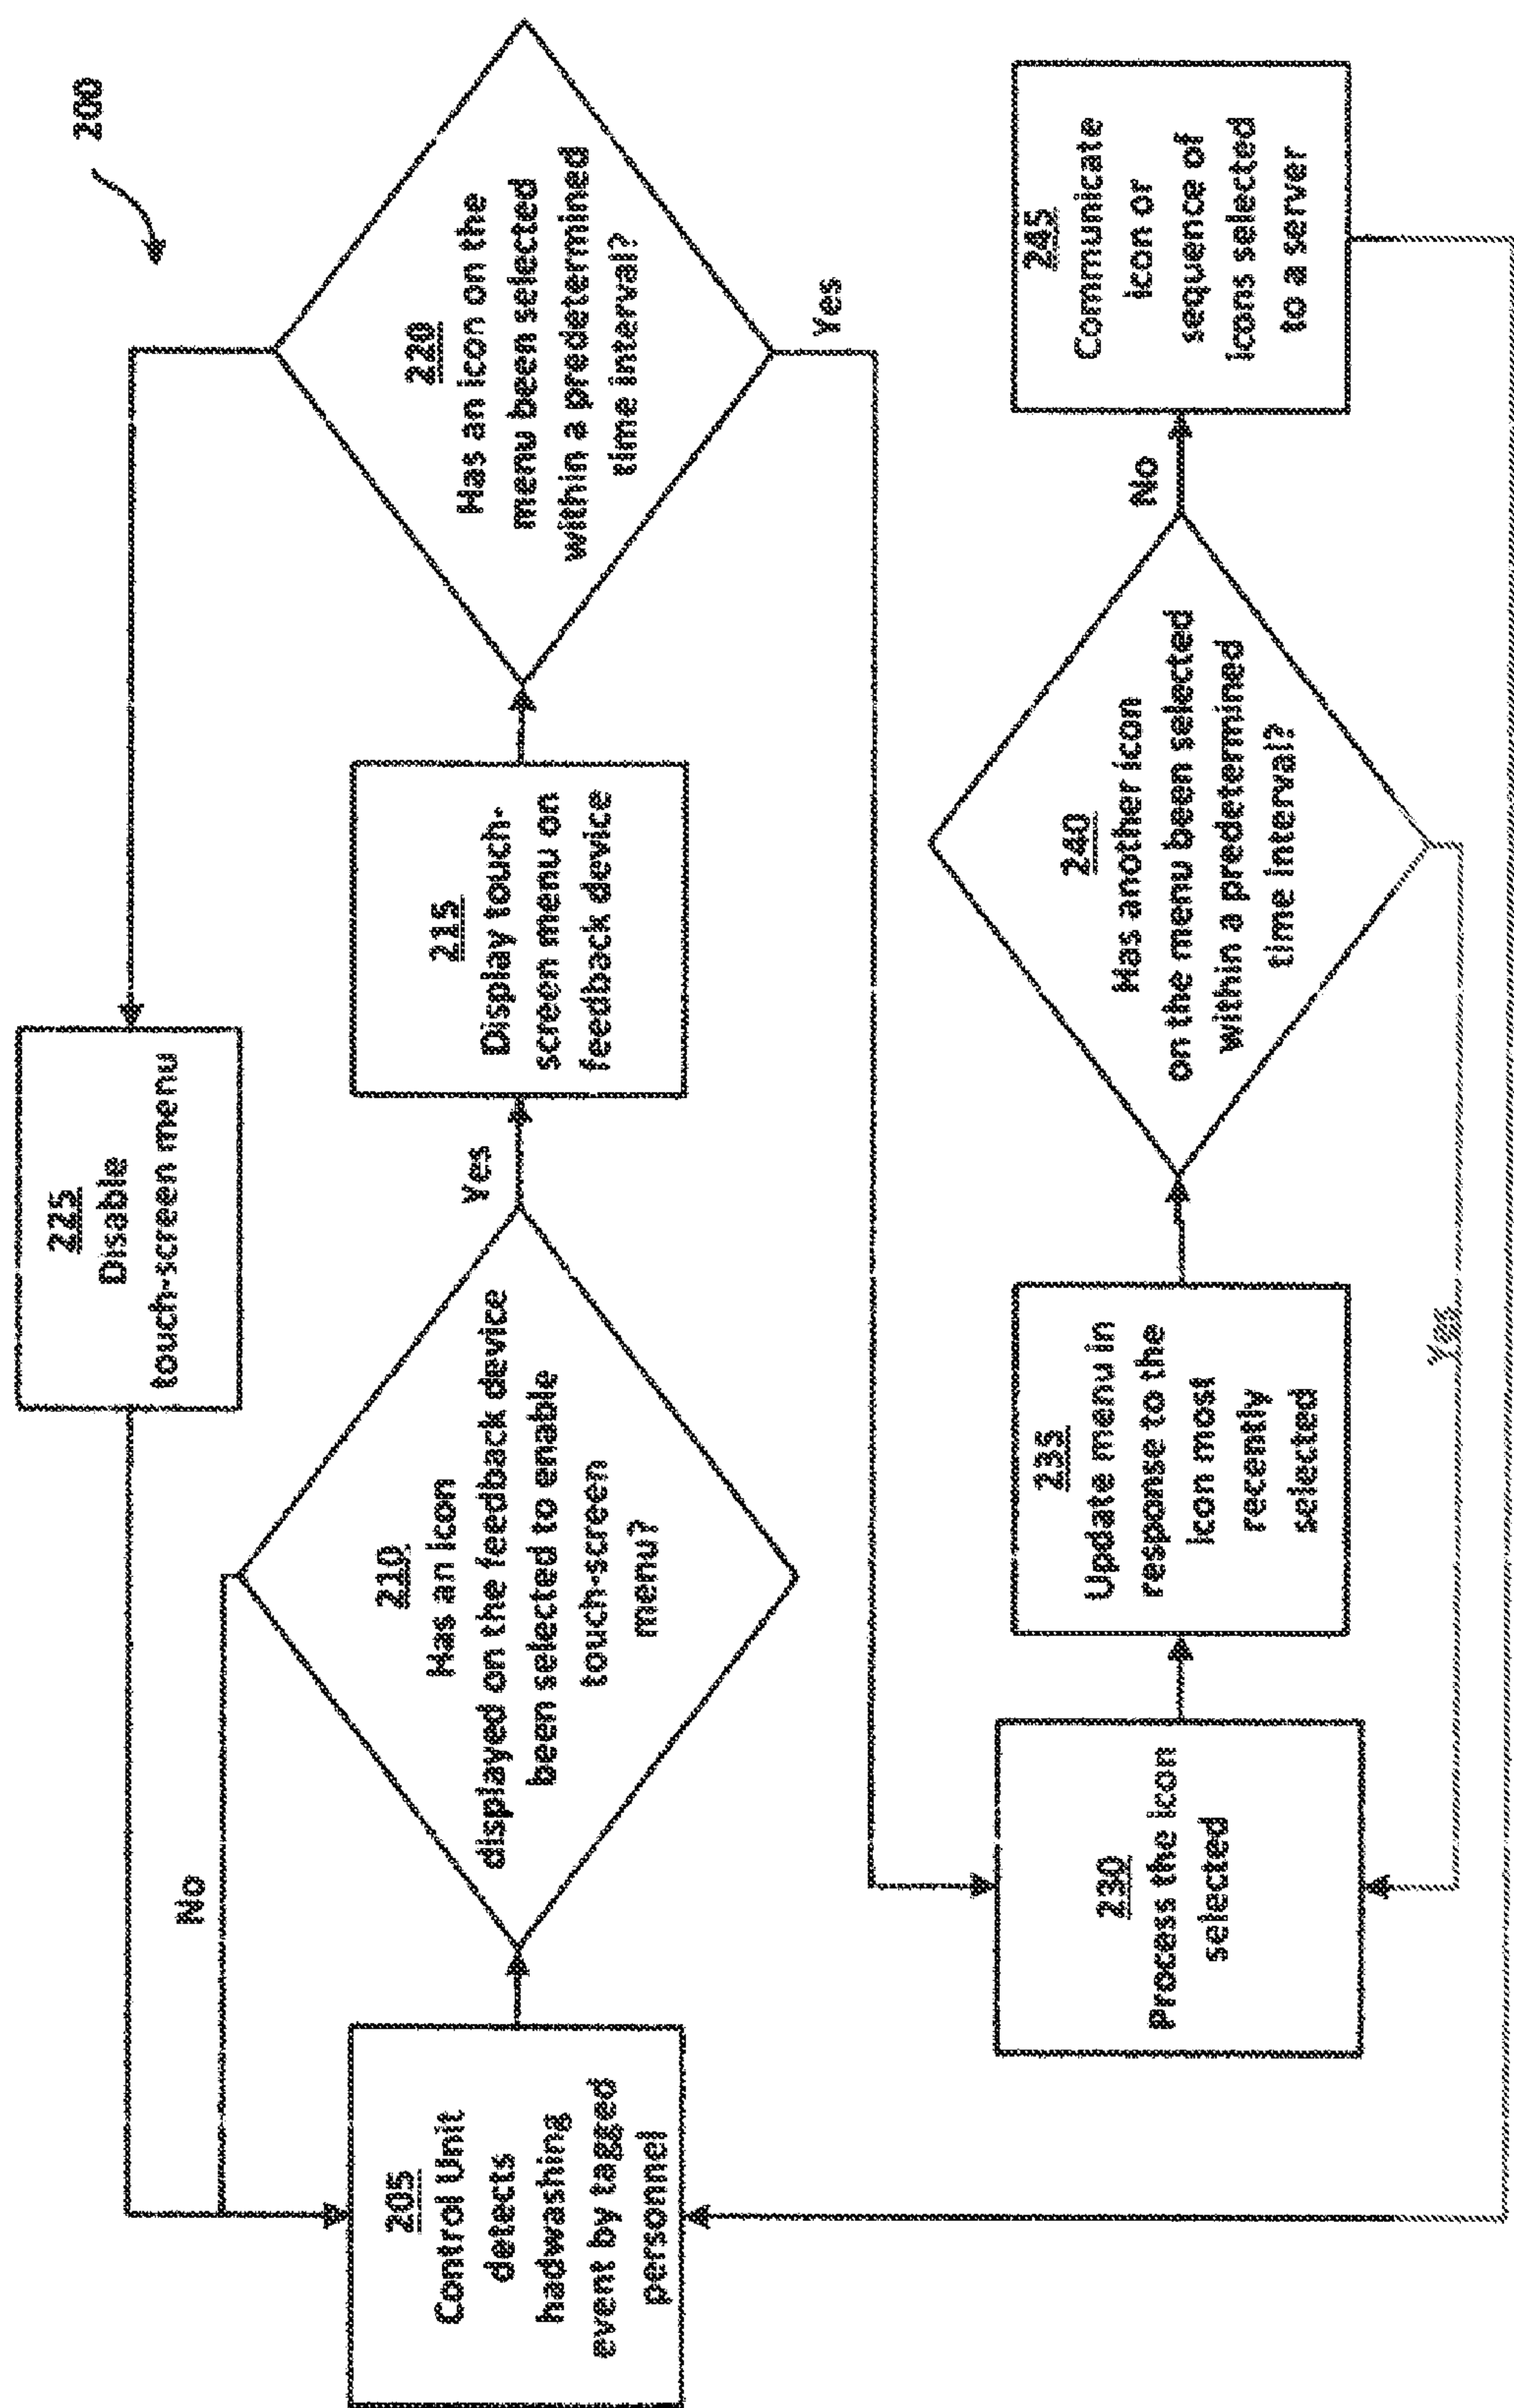 200
225
Disable
touch-screen menu
No
205
Control Unit
detects
hadwashing
event by tagged
personnel
210
Has an icon
displayed on the feedback device
been selected to enable
touch-screen
menu?
Yes
215
Display touch-
screen menu on
feedback device
220
Has an icon on the
menu been selected
within a predetermined
time interval?
Yes
230
Process the icon
selected
235
Update menu in
response to the
icon most
recently
selected
240
Has another icon
on the menu been selected
within a predetermined
time interval?
No
Yes
245
Communicate
icon or
sequence of
icons selected
to a server